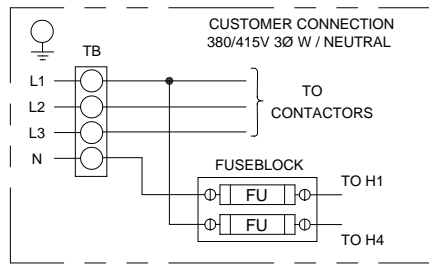 CUSTOMER CONNECTION
380/415V 3Ø W / NEUTRAL
TB
L1
L2
L3
N
TO
CONTACTORS
FUSEBLOCK
FU
TO H1
FU
TO H4